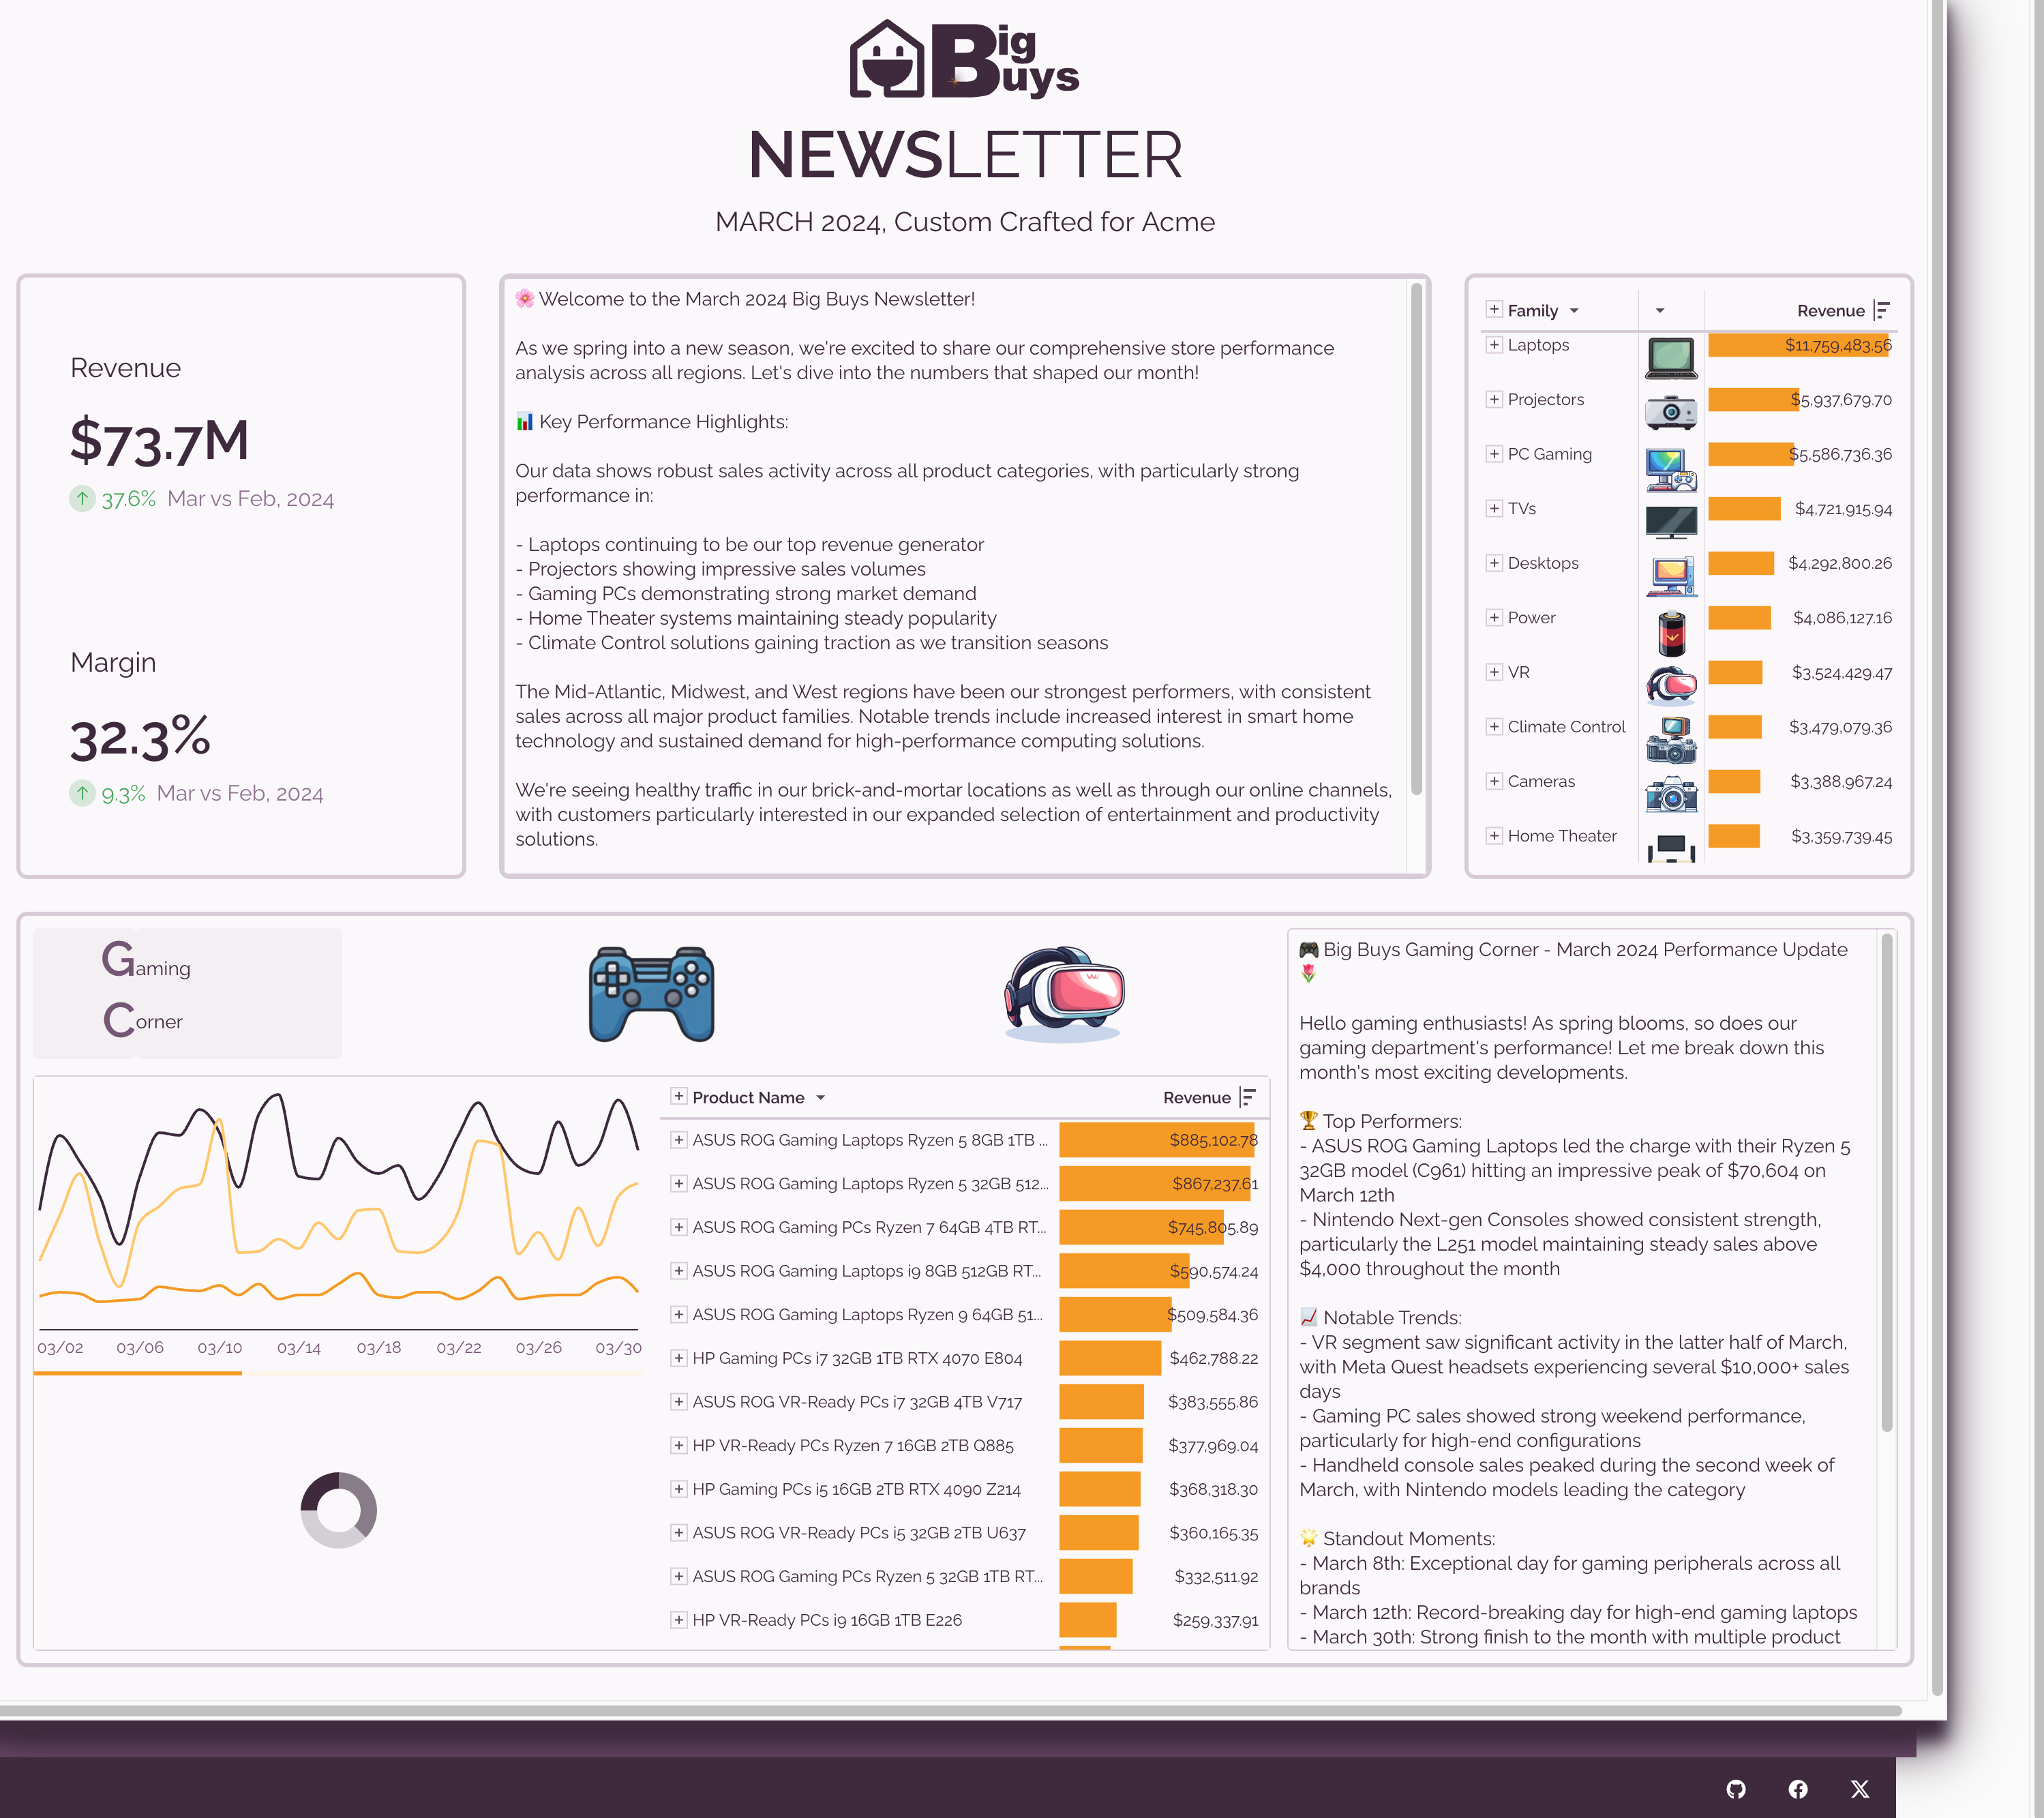 Big
Buys
NEWSLETTER
MARCH 2024, Custom Crafted for Acme
Revenue
$73.7M
37.6% Mar vs Feb, 2024
Margin
32.3%
9.3% Mar vs Feb, 2024
🌸 Welcome to the March 2024 Big Buys Newsletter!
As we spring into a new season, we're excited to share our comprehensive store performance
analysis across all regions. Let's dive into the numbers that shaped our month!
📊 Key Performance Highlights:
Our data shows robust sales activity across all product categories, with particularly strong
performance in:
- Laptops continuing to be our top revenue generator
- Projectors showing impressive sales volumes
- Gaming PCs demonstrating strong market demand
- Home Theater systems maintaining steady popularity
- Climate Control solutions gaining traction as we transition seasons
The Mid-Atlantic, Midwest, and West regions have been our strongest performers, with consistent
sales across all major product families. Notable trends include increased interest in smart home
technology and sustained demand for high-performance computing solutions.
We're seeing healthy traffic in our brick-and-mortar locations as well as through our online channels,
with customers particularly interested in our expanded selection of entertainment and productivity
solutions.
Family Revenue
Laptops $11,759,483.56
Projectors $5,937,679.70
PC Gaming $5,586,736.36
TVs $4,721,915.94
Desktops $4,292,800.26
Power $4,086,127.16
VR $3,524,429.47
Climate Control $3,479,079.36
Cameras $3,388,967.24
Home Theater $3,359,739.45
Gaming
Corner
03/02 03/06 03/10 03/14 03/18 03/22 03/26 03/30
Product Name Revenue
ASUS ROG Gaming Laptops Ryzen 5 8GB 1TB ... $885,102.78
ASUS ROG Gaming Laptops Ryzen 5 32GB 512... $867,237.61
ASUS ROG Gaming PCs Ryzen 7 64GB 4TB RT... $745,805.89
ASUS ROG Gaming Laptops i9 8GB 512GB RT... $590,574.24
ASUS ROG Gaming Laptops Ryzen 9 64GB 51... $509,584.36
HP Gaming PCs i7 32GB 1TB RTX 4070 E804 $462,788.22
ASUS ROG VR-Ready PCs i7 32GB 4TB V717 $383,555.86
HP VR-Ready PCs Ryzen 7 16GB 2TB Q885 $377,969.04
HP Gaming PCs i5 16GB 2TB RTX 4090 Z214 $368,318.30
ASUS ROG VR-Ready PCs i5 32GB 2TB U637 $360,165.35
ASUS ROG Gaming PCs Ryzen 5 32GB 1TB RT... $332,511.92
HP VR-Ready PCs i9 16GB 1TB E226 $259,337.91
🎮 Big Buys Gaming Corner - March 2024 Performance Update
🌷
Hello gaming enthusiasts! As spring blooms, so does our
gaming department's performance! Let me break down this
month's most exciting developments.
🏆 Top Performers:
- ASUS ROG Gaming Laptops led the charge with their Ryzen 5
32GB model (C961) hitting an impressive peak of $70,604 on
March 12th
- Nintendo Next-gen Consoles showed consistent strength,
particularly the L251 model maintaining steady sales above
$4,000 throughout the month
📈 Notable Trends:
- VR segment saw significant activity in the latter half of March,
with Meta Quest headsets experiencing several $10,000+ sales
days
- Gaming PC sales showed strong weekend performance,
particularly for high-end configurations
- Handheld console sales peaked during the second week of
March, with Nintendo models leading the category
🌟 Standout Moments:
- March 8th: Exceptional day for gaming peripherals across all
brands
- March 12th: Record-breaking day for high-end gaming laptops
- March 30th: Strong finish to the month with multiple product